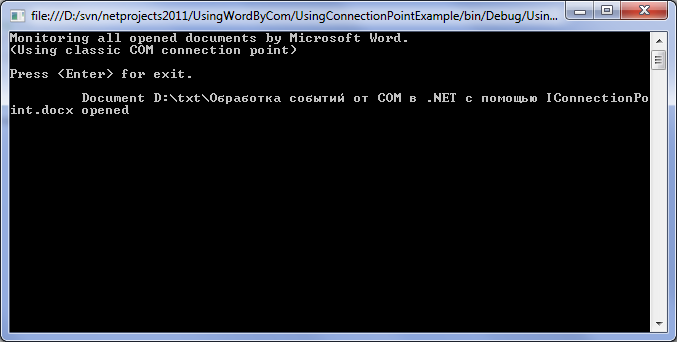 file:///D:/svn/netprojects2011/UsingWordByCom/UsingConnectionPointExample/bin/Debug/Usin...
Monitoring all opened documents by Microsoft Word.
(Using classic COM connection point)
Press <Enter> for exit.
Document D:\txt\Обработка событий от COM в .NET с помощью IConnectionPo
int.docx opened